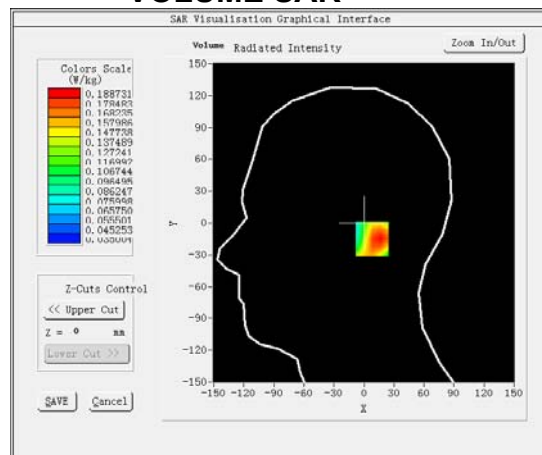 VOLUME SAR
SAR Visualisation Graphical Interface
Volume Radiated Intensity
Zoom In/Out
Colors Scale
(W/kg)
0.188731
0.178483
0.168235
0.157986
0.147738
0.137489
0.127241
0.116992
0.106744
0.096495
0.086247
0.075998
0.065750
0.055501
0.045253
0.035004
Z-Cuts Control
<< Upper Cut
Z = 0 mm
Lower Cut >>
SAVE
Cancel
150
120
90
60
30
0
-30
-60
-90
-120
-150
Y
-150 -120 -90 -60 -30 0 30 60 90 120 150
X